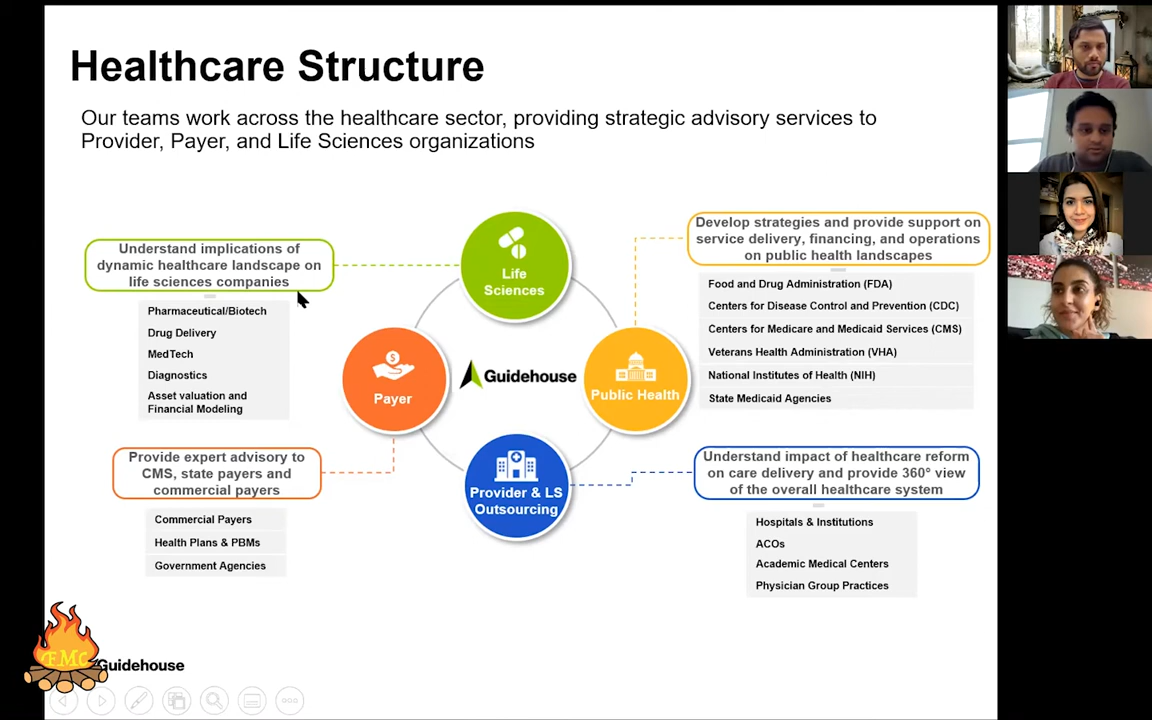 Healthcare Structure
Our teams work across the healthcare sector, providing strategic advisory services to
Provider, Payer, and Life Sciences organizations
Understand implications of
dynamic healthcare landscape on
life sciences companies
Pharmaceutical/Biotech
Drug Delivery
MedTech
Diagnostics
Asset valuation and
Financial Modeling
Life
Sciences
Develop strategies and provide support on
service delivery, financing, and operations
on public health landscapes
Food and Drug Administration (FDA)
Centers for Disease Control and Prevention (CDC)
Centers for Medicare and Medicaid Services (CMS)
Veterans Health Administration (VHA)
National Institutes of Health (NIH)
State Medicaid Agencies
Payer
Guidehouse
Public Health
Provide expert advisory to
CMS, state payers and
commercial payers
Commercial Payers
Health Plans & PBMs
Government Agencies
Provider & LS
Outsourcing
Understand impact of healthcare reform
on care delivery and provide 360° view
of the overall healthcare system
Hospitals & Institutions
ACOs
Academic Medical Centers
Physician Group Practices
FMC
Guidehouse